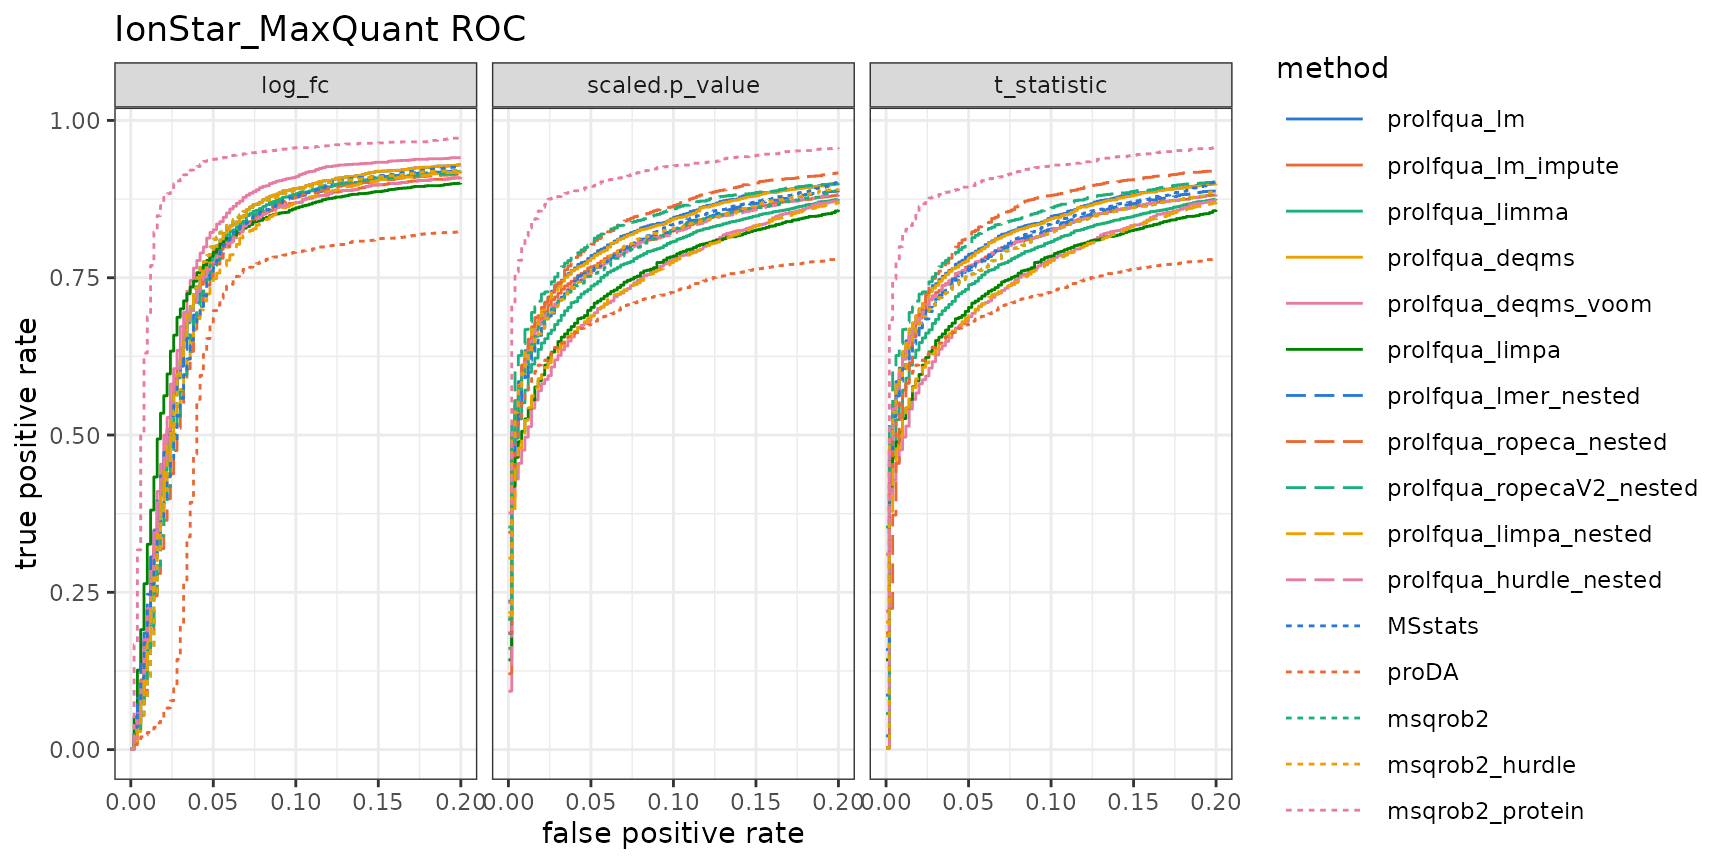 IonStar_MaxQuant ROC
log_fc
scaled.p_value
t_statistic
true positive rate
1.00
0.75
0.50
0.25
0.00
0.00 0.05 0.10 0.15 0.20
0.00 0.05 0.10 0.15 0.20
0.00 0.05 0.10 0.15 0.20
false positive rate
method
prolfqua_lm
prolfqua_lm_impute
prolfqua_limma
prolfqua_deqms
prolfqua_deqms_voom
prolfqua_limpa
prolfqua_lmer_nested
prolfqua_ropeca_nested
prolfqua_ropecaV2_nested
prolfqua_limpa_nested
prolfqua_hurdle_nested
MSstats
proDA
msqrob2
msqrob2_hurdle
msqrob2_protein